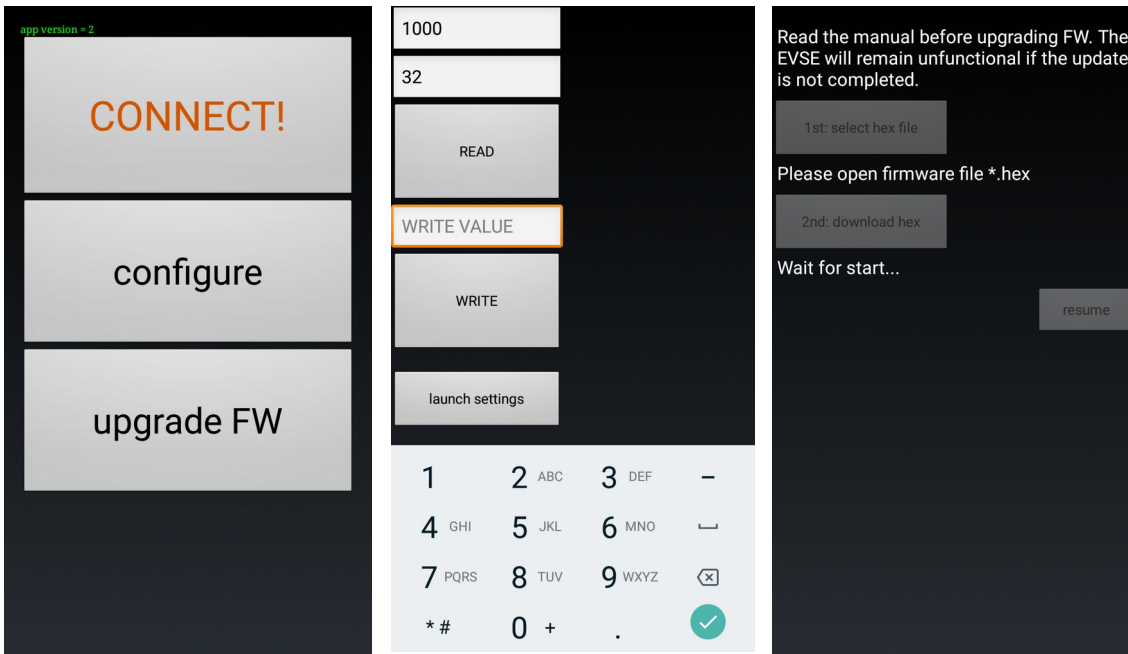 app version = 2
CONNECT!
configure
upgrade FW
1000
32
READ
WRITE VALUE
WRITE
launch settings
1 2 ABC 3 DEF –
4 GHI 5 JKL 6 MNO
7 PQRS 8 TUV 9 WXYZ
* # 0 + .
Read the manual before upgrading FW. The
EVSE will remain unfunctional if the update
is not completed.
1st: select hex file
Please open firmware file *.hex
2nd: download hex
Wait for start...
resume